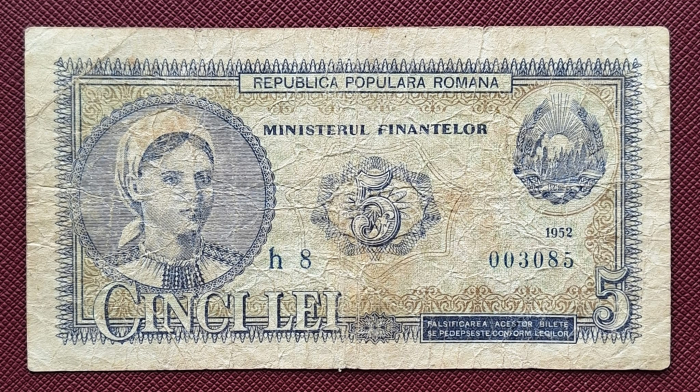 REPUBLICA POPULARA ROMANA
MINISTERUL FINANTELOR
5
1952
h 8 003085
CINCI LEI 5
FALSIFICAREA ACESTOR BILETE
SE PEDEPSESTE CONFORM LEGILOR